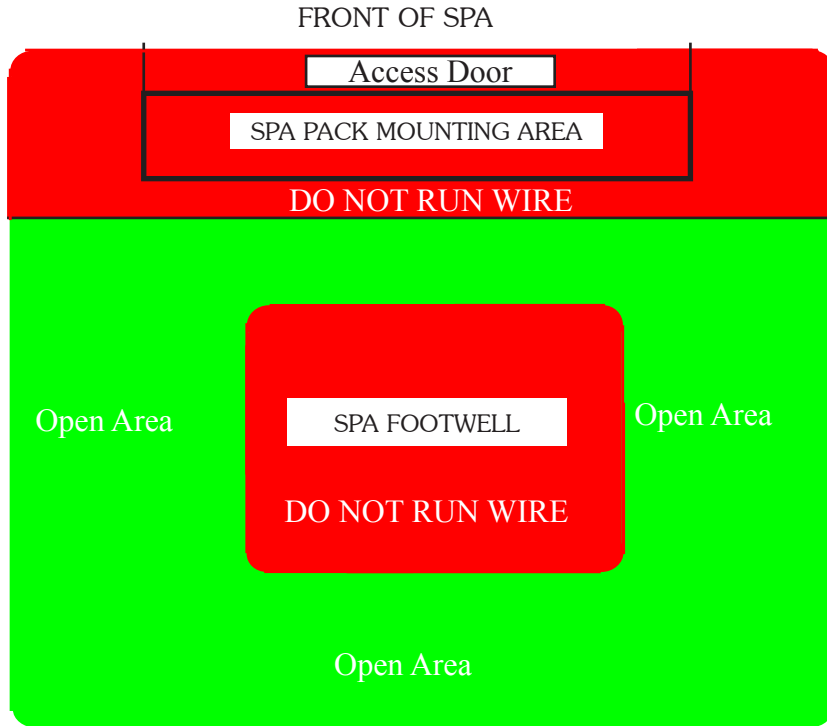 FRONT OF SPA
Access Door
SPA PACK MOUNTING AREA
DO NOT RUN WIRE
Open Area
Open Area
SPA FOOTWELL
DO NOT RUN WIRE
Open Area